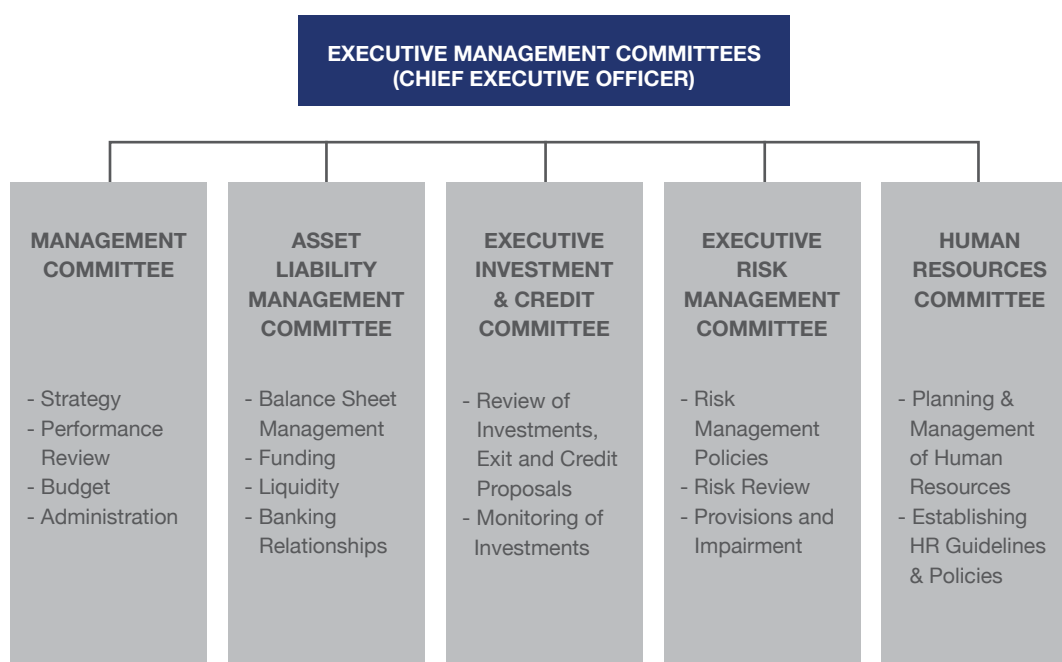 EXECUTIVE MANAGEMENT COMMITTEES
(CHIEF EXECUTIVE OFFICER)
MANAGEMENT
COMMITTEE
- Strategy
- Performance
Review
- Budget
- Administration
ASSET
LIABILITY
MANAGEMENT
COMMITTEE
- Balance Sheet
Management
- Funding
- Liquidity
- Banking
Relationships
EXECUTIVE
INVESTMENT
& CREDIT
COMMITTEE
- Review of
Investments,
Exit and Credit
Proposals
- Monitoring of
Investments
EXECUTIVE
RISK
MANAGEMENT
COMMITTEE
- Risk
Management
Policies
- Risk Review
- Provisions and
Impairment
HUMAN
RESOURCES
COMMITTEE
- Planning &
Management
of Human
Resources
- Establishing
HR Guidelines
& Policies